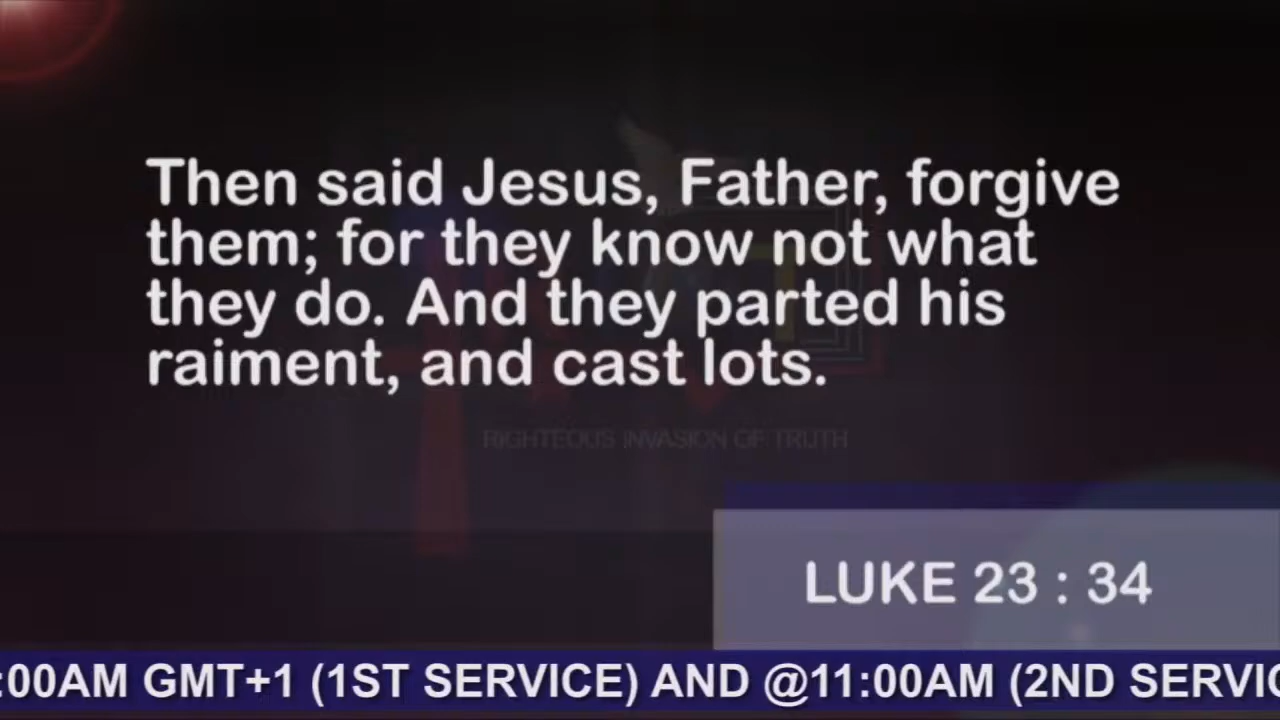 Then said Jesus, Father, forgive
them; for they know not what
they do. And they parted his
raiment, and cast lots.
RIGHTEOUS INVASION OF TRUTH
LUKE 23 : 34
:00AM GMT+1 (1ST SERVICE) AND @11:00AM (2ND SERVIC